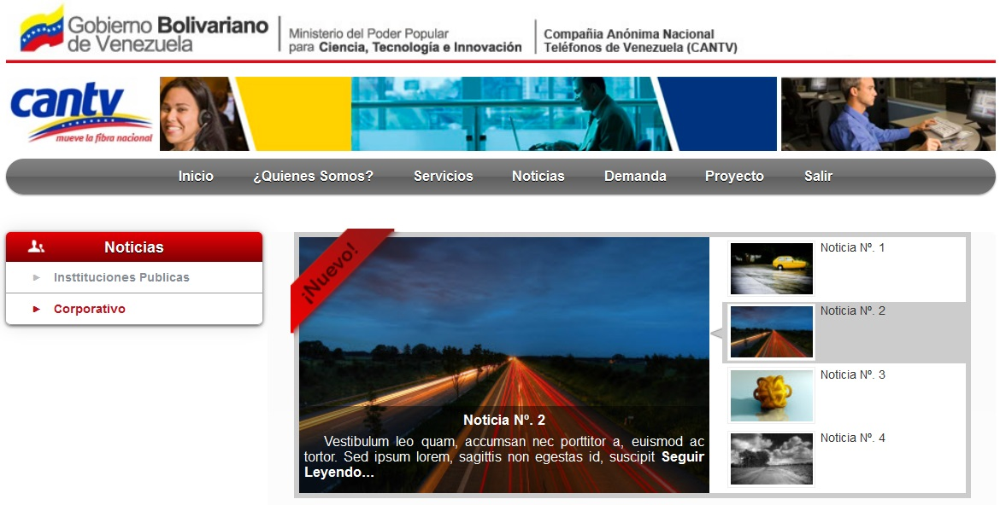 Gobierno Bolivariano
de Venezuela
Ministerio del Poder Popular
para Ciencia, Tecnología e Innovación
Compañia Anónima Nacional
Teléfonos de Venezuela (CANTV)
cantv
mueve la fibra nacional
Inicio
¿Quienes Somos?
Servicios
Noticias
Demanda
Proyecto
Salir
Noticias
Insttituciones Publicas
Corporativo
¡Nuevo!
Noticia Nº. 2
Vestibulum leo quam, accumsan nec porttitor a, euismod ac
tortor. Sed ipsum lorem, sagittis non egestas id, suscipit Seguir
Leyendo...
Noticia Nº. 1
Noticia Nº. 2
Noticia Nº. 3
Noticia Nº. 4